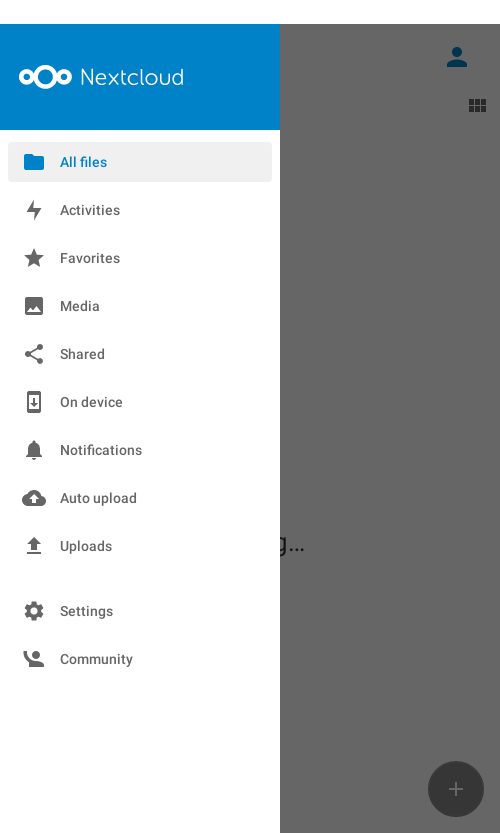 Nextcloud
All files
Activities
Favorites
Media
Shared
On device
Notifications
Auto upload
g...
Uploads
Settings
Community